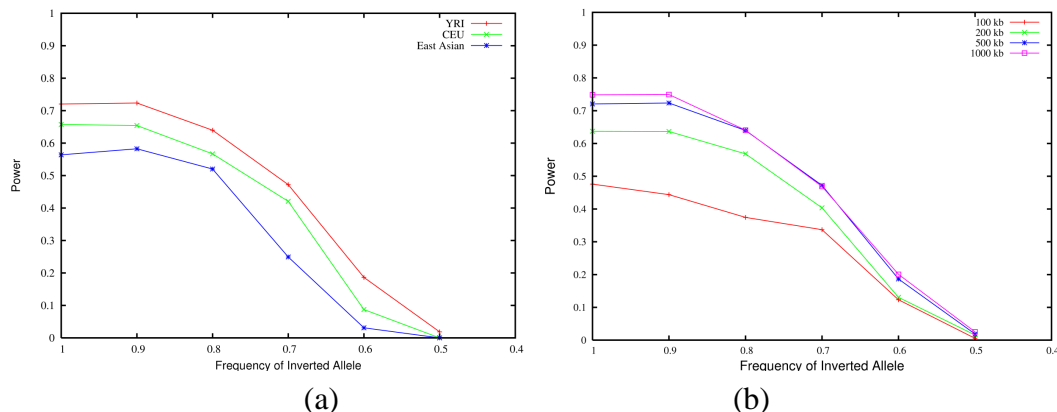 1
0.9
0.8
0.7
0.6
0.5
0.4
0.3
0.2
0.1
0
Power
1 0.9 0.8 0.7 0.6 0.5 0.4
Frequency of Inverted Allele
YRI
CEU
East Asian
(a)
1
0.9
0.8
0.7
0.6
0.5
0.4
0.3
0.2
0.1
0
Power
1 0.9 0.8 0.7 0.6 0.5 0.4
Frequency of Inverted Allele
100 kb
200 kb
500 kb
1000 kb
(b)